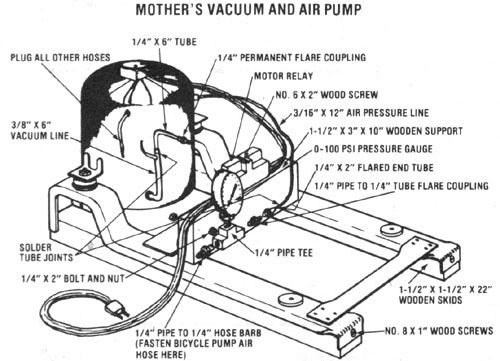 MOTHER'S VACUUM AND AIR PUMP
1/4" X 6" TUBE
PLUG ALL OTHER HOSES
1/4" PERMANENT FLARE COUPLING
MOTOR RELAY
NO. 6 X 2" WOOD SCREW
3/16" X 12" AIR PRESSURE LINE
3/8" X 6"
VACUUM LINE
1-1/2" X 3" X 10" WOODEN SUPPORT
0-100 PSI PRESSURE GAUGE
1/4" X 2" FLARED END TUBE
1/4" PIPE TO 1/4" TUBE FLARE COUPLING
SOLDER
TUBE JOINTS
1/4" PIPE TEE
1/4" X 2" BOLT AND NUT
1-1/2" X 1-1/2" X 22"
WOODEN SKIDS
1/4" PIPE TO 1/4" HOSE BARB
(FASTEN BICYCLE PUMP AIR
HOSE HERE)
NO. 8 X 1" WOOD SCREWS